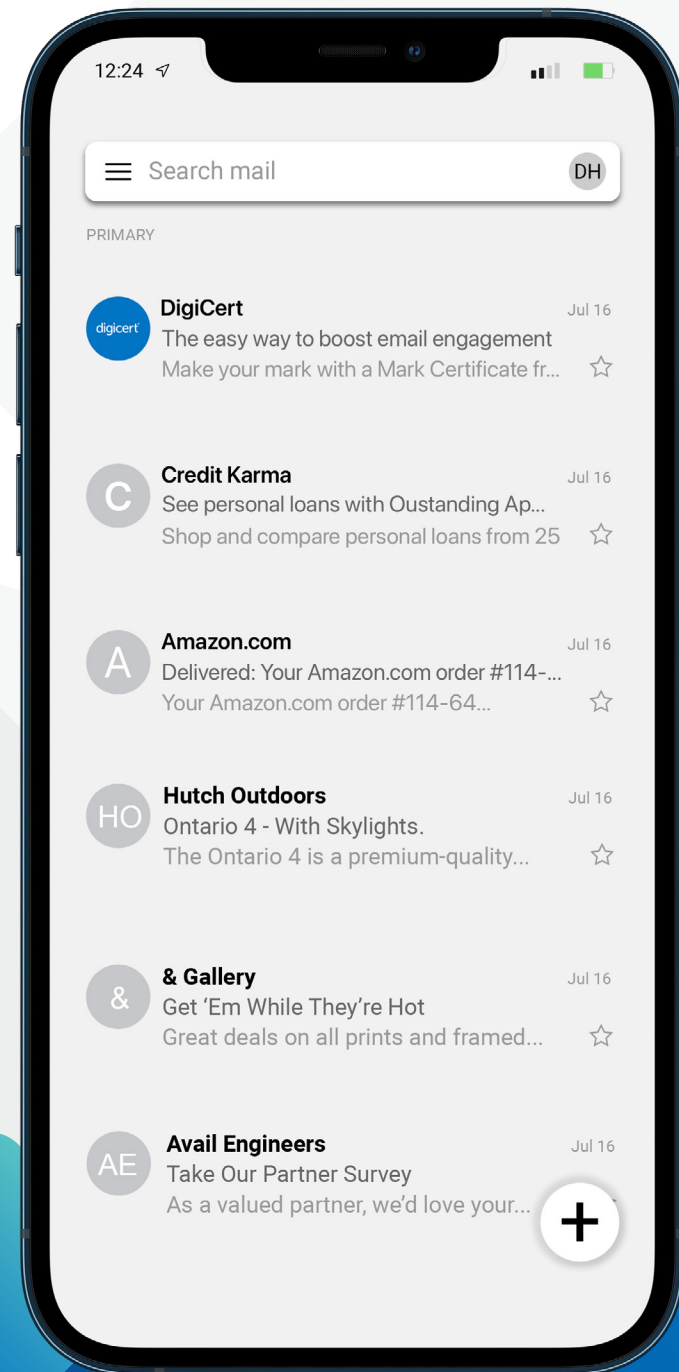 12:24
Search mail
DH
PRIMARY
digicert
DigiCert
Jul 16
The easy way to boost email engagement
Make your mark with a Mark Certificate fr...
C
Credit Karma
Jul 16
See personal loans with Oustanding Ap...
Shop and compare personal loans from 25
A
Amazon.com
Jul 16
Delivered: Your Amazon.com order #114-...
Your Amazon.com order #114-64...
HO
Hutch Outdoors
Jul 16
Ontario 4 - With Skylights.
The Ontario 4 is a premium-quality...
&
& Gallery
Jul 16
Get ‘Em While They’re Hot
Great deals on all prints and framed...
AE
Avail Engineers
Jul 16
Take Our Partner Survey
As a valued partner, we’d love your...